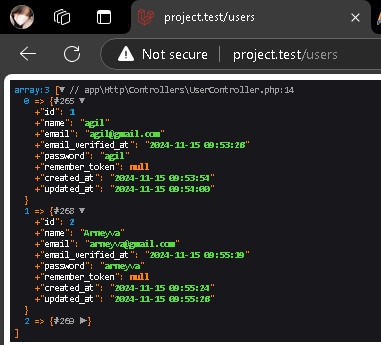 project.test/users
Not secure project.test/users
array:3 [▼ // app\Http\Controllers\UserController.php:14
0 => {#265 ▼
+"id": 1
+"name": "agil"
+"email": "agil@gmail.com"
+"email_verified_at": "2024-11-15 09:53:26"
+"password": "agil"
+"remember_token": null
+"created_at": "2024-11-15 09:53:54"
+"updated_at": "2024-11-15 09:54:00"
}
1 => {#268 ▼
+"id": 2
+"name": "Armeyva"
+"email": "armeyva@gmail.com"
+"email_verified_at": "2024-11-15 09:55:19"
+"password": "armeyva"
+"remember_token": null
+"created_at": "2024-11-15 09:55:24"
+"updated_at": "2024-11-15 09:55:26"
}
2 => {#269 ▶}
]